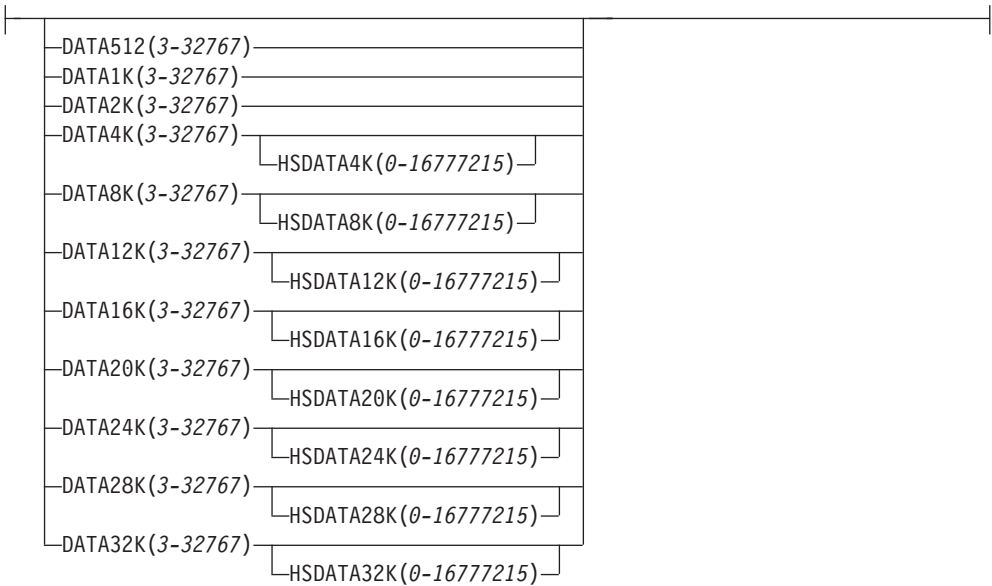 DATA512(3-32767)
DATA1K(3-32767)
DATA2K(3-32767)
DATA4K(3-32767)
HSDATA4K(0-16777215)
DATA8K(3-32767)
HSDATA8K(0-16777215)
DATA12K(3-32767)
HSDATA12K(0-16777215)
DATA16K(3-32767)
HSDATA16K(0-16777215)
DATA20K(3-32767)
HSDATA20K(0-16777215)
DATA24K(3-32767)
HSDATA24K(0-16777215)
DATA28K(3-32767)
HSDATA28K(0-16777215)
DATA32K(3-32767)
HSDATA32K(0-16777215)